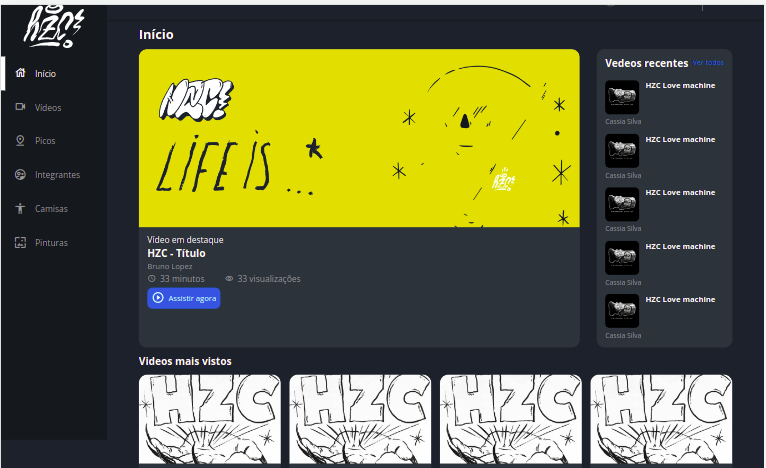 HZC
Início
Início
Vídeos
Picos
Integrantes
Camisas
Pinturas
HZC
LIFE IS...*
HZC
Vídeo em destaque
HZC - Título
Bruno Lopez
33 minutos
33 visualizações
Assistir agora
Vedeos recentes
ver todos
HZC Love machine
Cassia Silva
HZC Love machine
Cassia Silva
HZC Love machine
Cassia Silva
HZC Love machine
Cassia Silva
HZC Love machine
Cassia Silva
Videos mais vistos
HZC
HZC
HZC
HZC